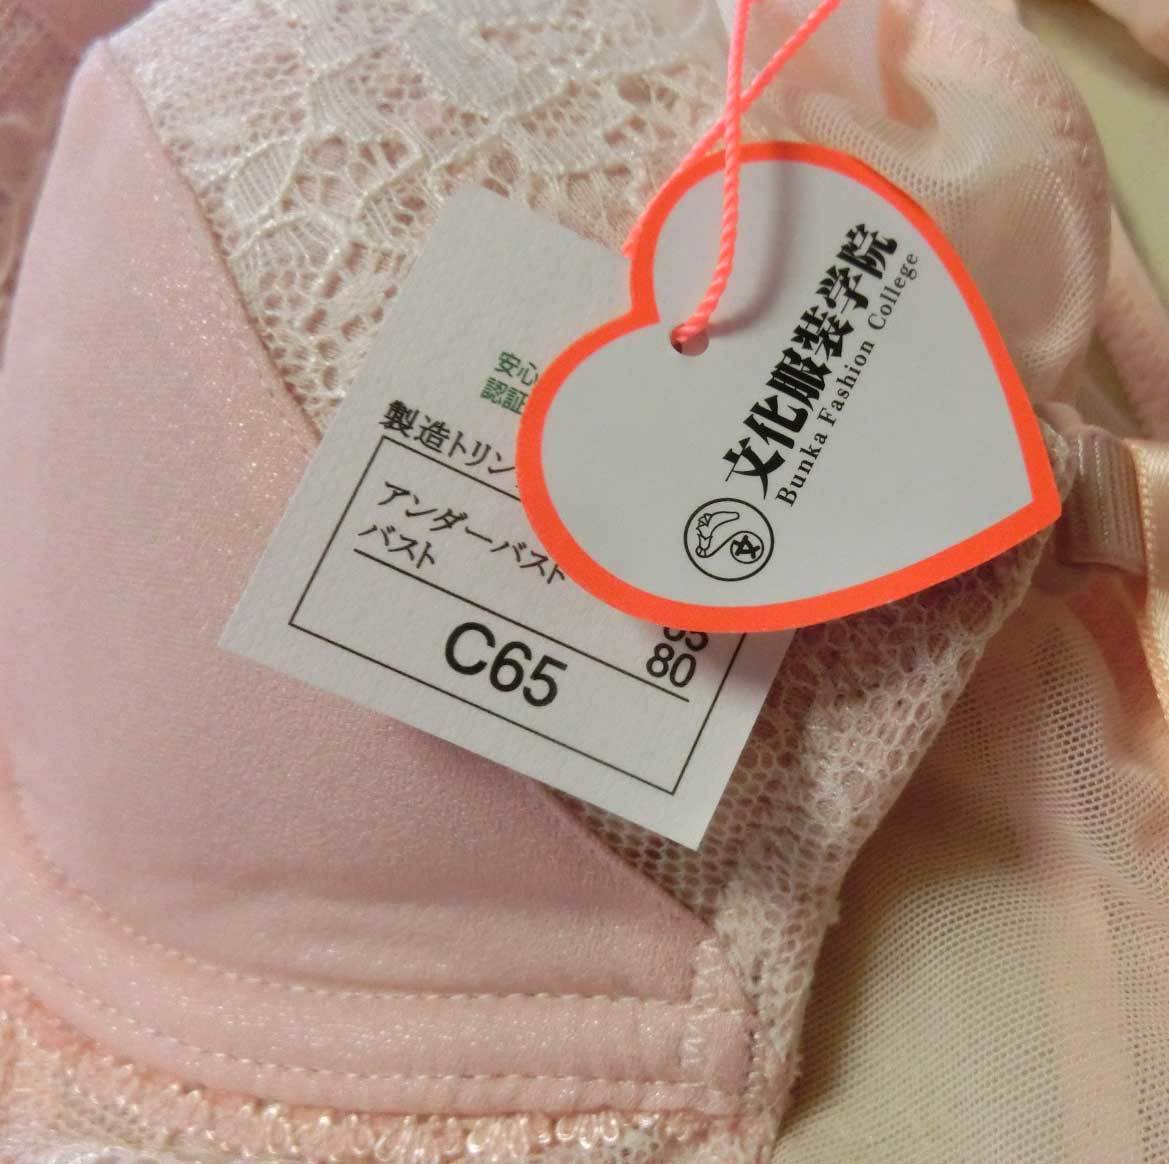 文化服装学院
Bunka Fashion College
文
安心
認証
製造トリン
アンダーバスト
バスト 80
C65